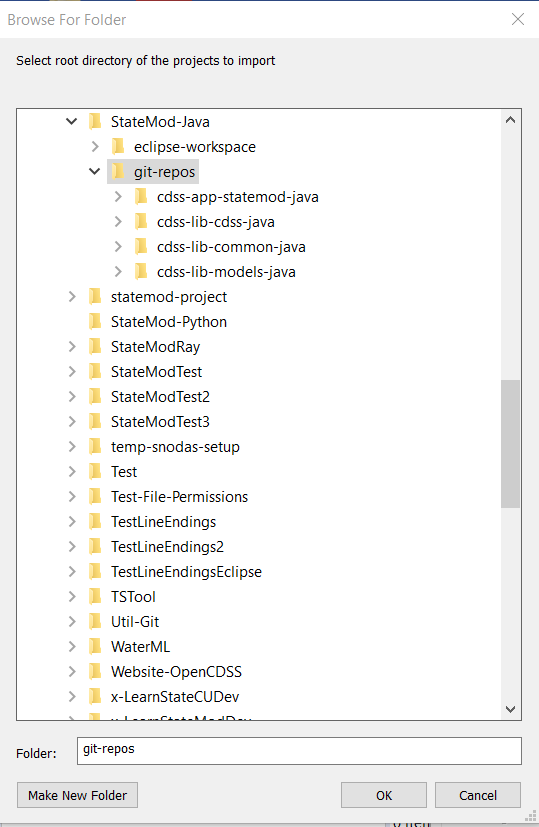 Browse For Folder
Select root directory of the projects to import
StateMod-Java
eclipse-workspace
git-repos
cdss-app-statemod-java
cdss-lib-cdss-java
cdss-lib-common-java
cdss-lib-models-java
statemod-project
StateMod-Python
StateModRay
StateModTest
StateModTest2
StateModTest3
temp-snodas-setup
Test
Test-File-Permissions
TestLineEndings
TestLineEndings2
TestLineEndingsEclipse
TSTool
Util-Git
WaterML
Website-OpenCDSS
x-LearnStateCUDev
x-LearnStateModDev
Folder: git-repos
Make New Folder OK Cancel